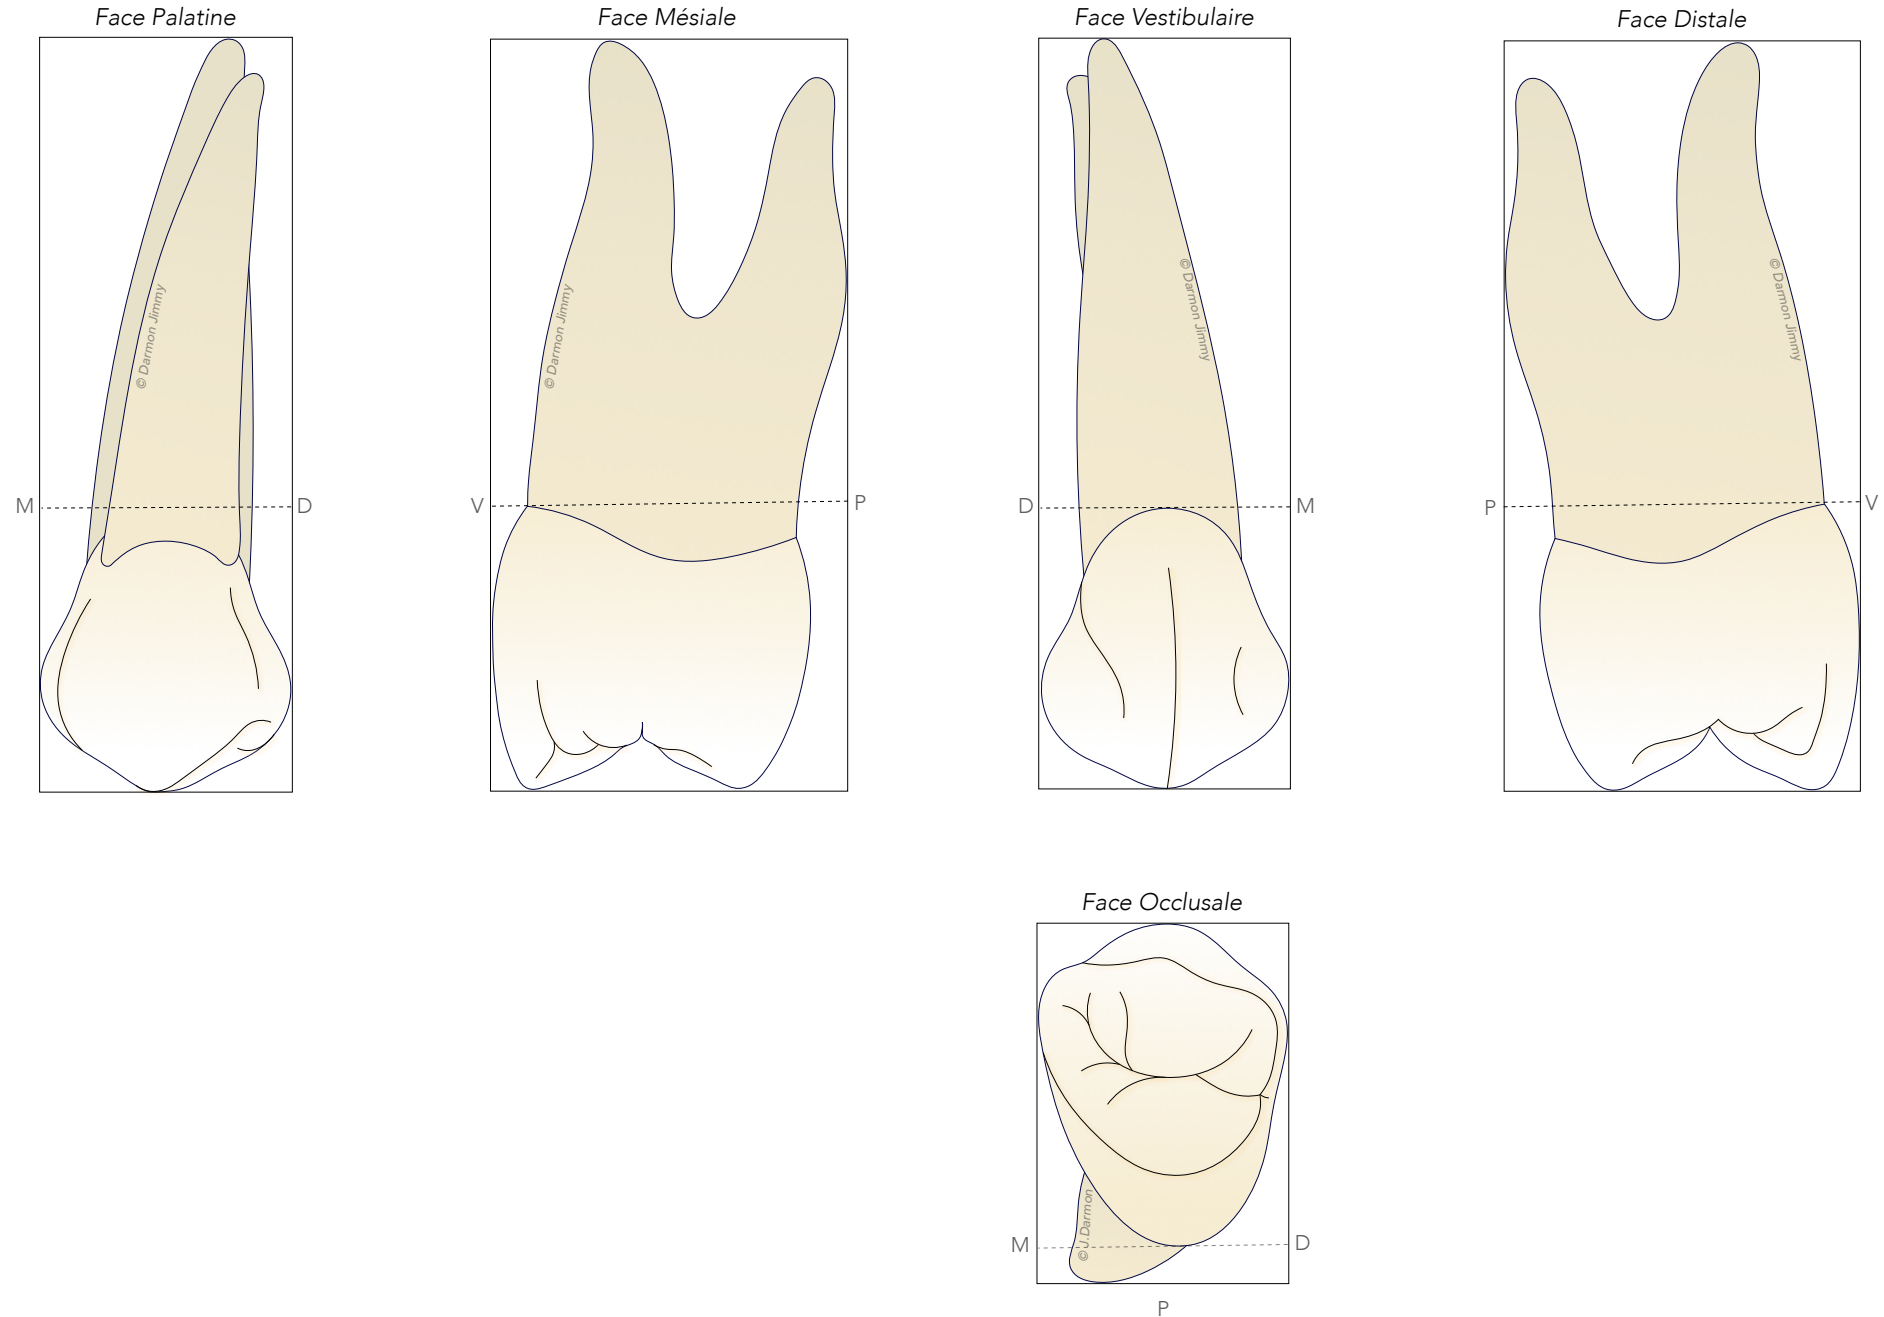 Face Palatine
Face Mésiale
Face Vestibulaire
Face Distale
© Darmon Jimmy
© Darmon Jimmy
© Darmon Jimmy
© Darmon Jimmy
M
D
V
P
D
M
P
V
Face Occlusale
© J.Darmon
M
D
P